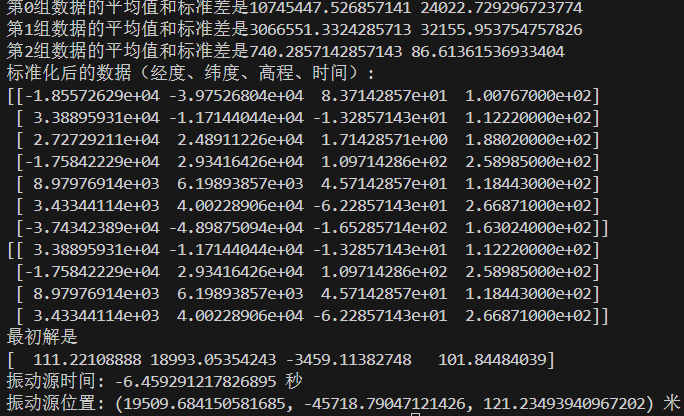 第0组数据的平均值和标准差是10745447.526857141 24022.729296723774
第1组数据的平均值和标准差是3066551.3324285713 32155.953754757826
第2组数据的平均值和标准差是740.2857142857143 86.61361536933404
标准化后的数据（经度、纬度、高程、时间）:
[[-1.85572629e+04 -3.97526804e+04  8.37142857e+01  1.00767000e+02]
 [ 3.38895931e+04 -1.17144044e+04 -1.32857143e+01  1.12220000e+02]
 [ 2.72729211e+04  2.48911226e+04  1.71428571e+00  1.88020000e+02]
 [-1.75842229e+04  2.93416426e+04  1.09714286e+02  2.58985000e+02]
 [ 8.97976914e+03  6.19893857e+03  4.57142857e+01  1.18443000e+02]
 [ 3.43344114e+03  4.00228906e+04 -6.22857143e+01  2.66871000e+02]
 [-3.74342389e+04 -4.89875094e+04 -1.65285714e+02  1.63024000e+02]]
[[ 3.38895931e+04 -1.17144044e+04 -1.32857143e+01  1.12220000e+02]
 [-1.75842229e+04  2.93416426e+04  1.09714286e+02  2.58985000e+02]
 [ 8.97976914e+03  6.19893857e+03  4.57142857e+01  1.18443000e+02]
 [ 3.43344114e+03  4.00228906e+04 -6.22857143e+01  2.66871000e+02]]
最初解是
[  111.22108888 18993.05354243 -3459.11382748   101.84484039]
振动源时间: -6.459291217826895 秒
振动源位置: (19509.684150581685, -45718.79047121426, 121.23493940967202) 米